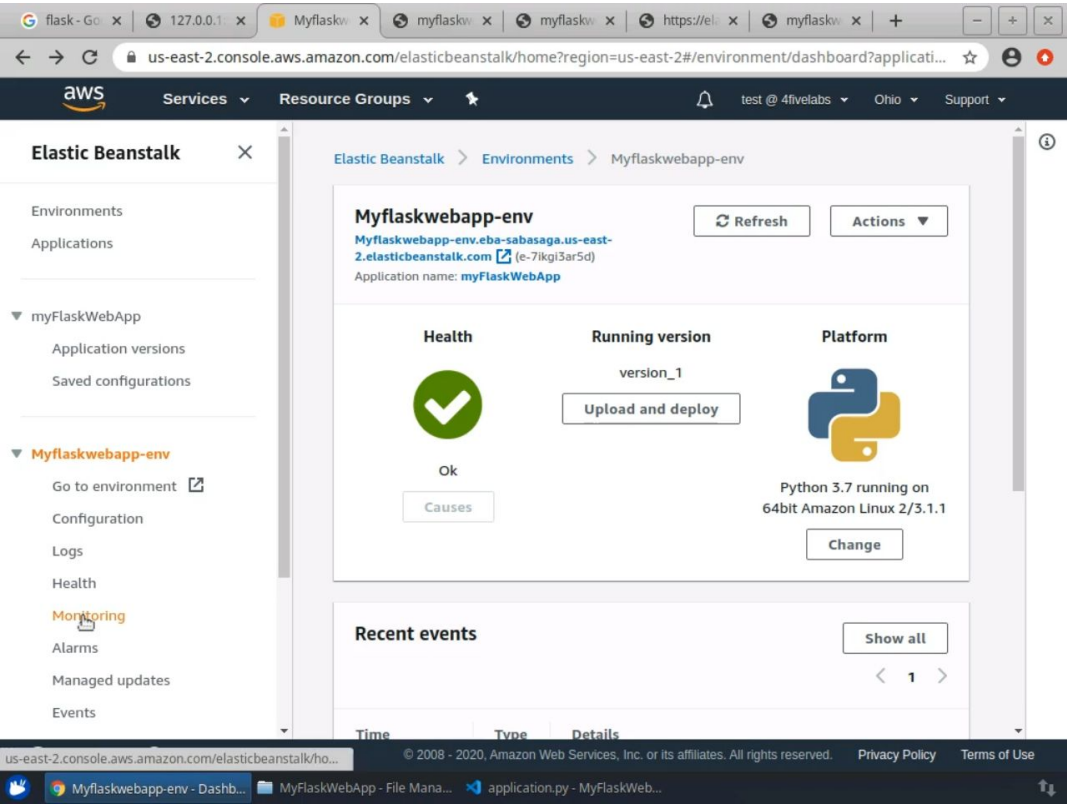 flask - Go
127.0.0.1:
Myflaskw
myflaskw
myflaskw
https://ela
myflaskw
us-east-2.console.aws.amazon.com/elasticbeanstalk/home?region=us-east-2#/environment/dashboard?applicati...
aws
Services
Resource Groups
test @ 4fivelabs
Ohio
Support
Elastic Beanstalk
Environments
Applications
myFlaskWebApp
Application versions
Saved configurations
Myflaskwebapp-env
Go to environment
Configuration
Logs
Health
Monitoring
Alarms
Managed updates
Events
Elastic Beanstalk > Environments > Myflaskwebapp-env
Myflaskwebapp-env
Refresh
Actions
Myflaskwebapp-env.eba-sabasaga.us-east-
2.elasticbeanstalk.com (e-7ikgi3ar5d)
Application name: myFlaskWebApp
Health
Ok
Causes
Running version
version_1
Upload and deploy
Platform
Python 3.7 running on
64bit Amazon Linux 2/3.1.1
Change
Recent events
Show all
1
Time Type Details
us-east-2.console.aws.amazon.com/elasticbeanstalk/ho...
© 2008 - 2020, Amazon Web Services, Inc. or its affiliates. All rights reserved.
Privacy Policy
Terms of Use
Myflaskwebapp-env - Dashb...
MyFlaskWebApp - File Mana...
application.py - MyFlaskWeb...